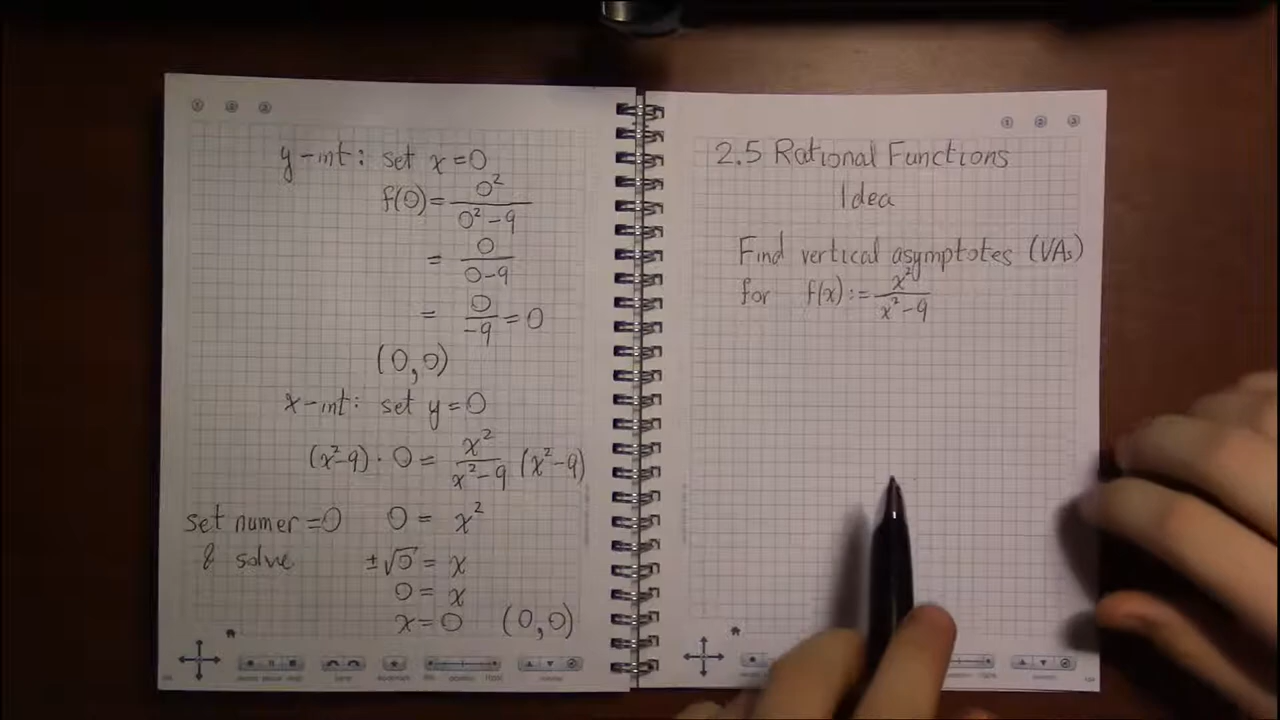 y-int: set x=0
f(0)= 0²/(0²-9)
= 0/(0-9)
= 0/-9 = 0
(0,0)
x-int: set y=0
(x²-9)·0 = x²/(x²-9) (x²-9)
set numer=0 0 = x²
& solve ±√0 = x
0 = x
x=0 (0,0)
2.5 Rational Functions
Idea
Find vertical asymptotes (VAs)
for f(x):= x²/(x²-9)